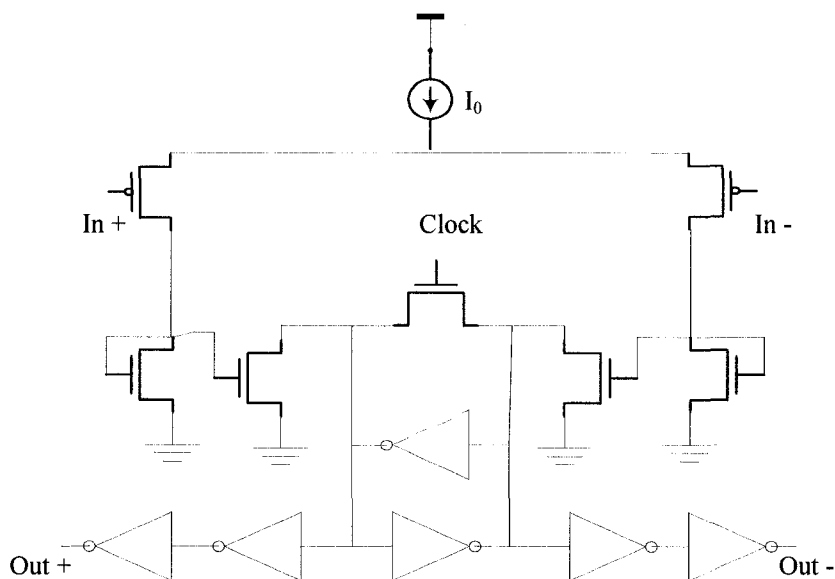 I₀
In +
Clock
In -
Out +
Out -